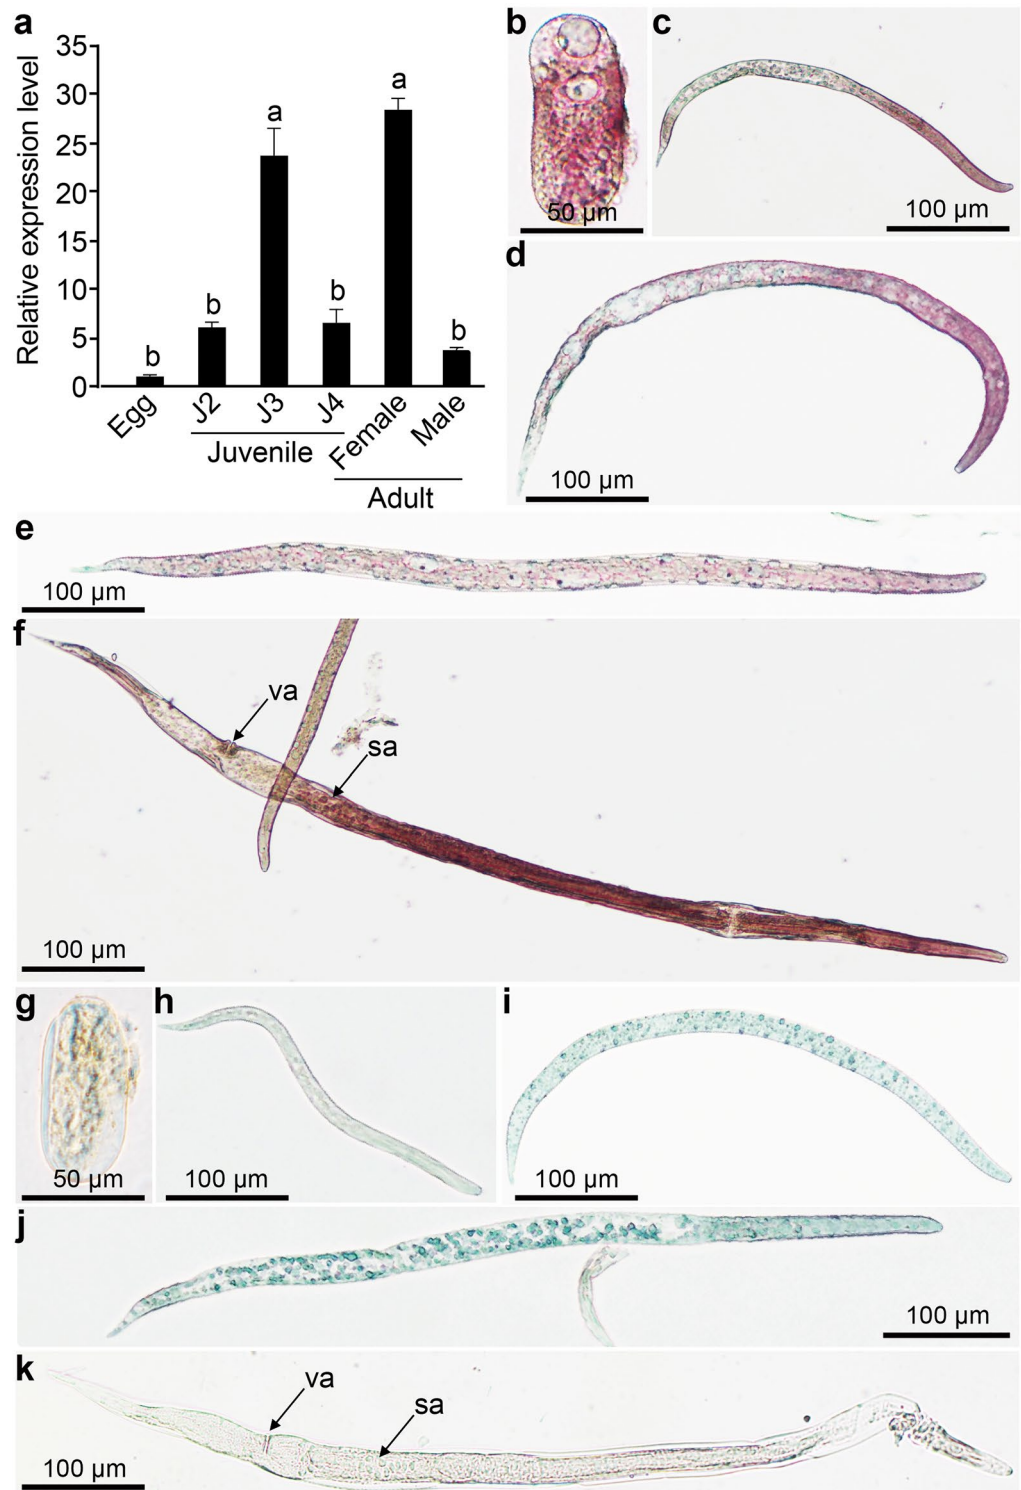 a
Relative expression level
35
30
25
20
15
10
5
0
b
b
a
b
a
b
Egg
J2
J3
J4
Female
Male
Juvenile
Adult
b
50 µm
c
100 µm
d
100 µm
e
100 µm
f
va
sa
100 µm
g
50 µm
h
100 µm
i
100 µm
j
100 µm
k
va
sa
100 µm